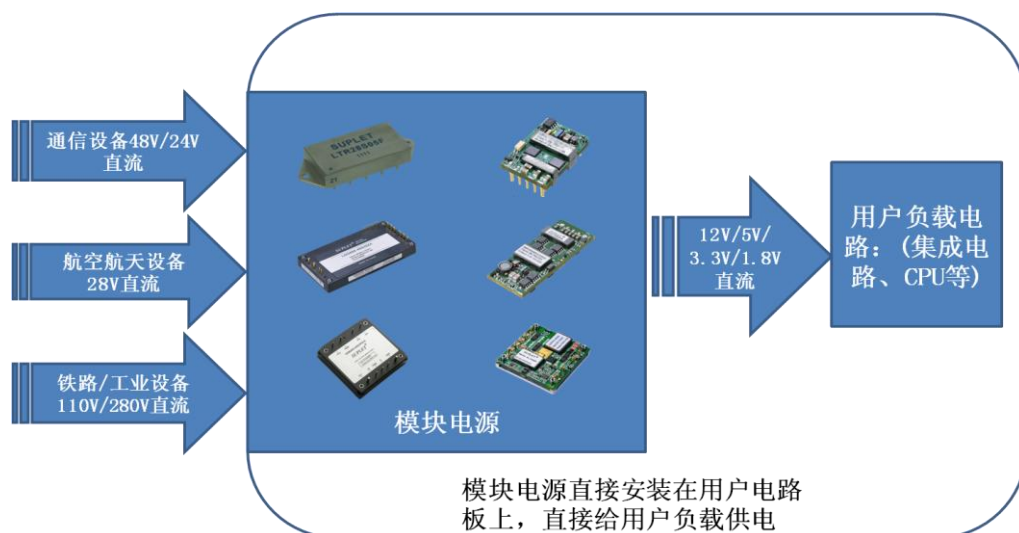 通信设备48V/24V
直流
航空航天设备
28V直流
铁路/工业设备
110V/280V直流
SUPLET
LTR28S05F
模块电源
12V/5V/
3.3V/1.8V
直流
用户负载电
路：(集成电
路、CPU等)
模块电源直接安装在用户电路
板上，直接给用户负载供电